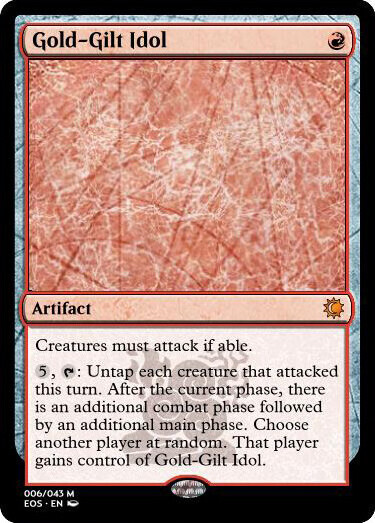 Gold-Gilt Idol
Artifact
Creatures must attack if able.
5, T: Untap each creature that attacked
this turn. After the current phase, there
is an additional combat phase followed
by an additional main phase. Choose
another player at random. That player
gains control of Gold-Gilt Idol.
006/043 M
EOS · EN